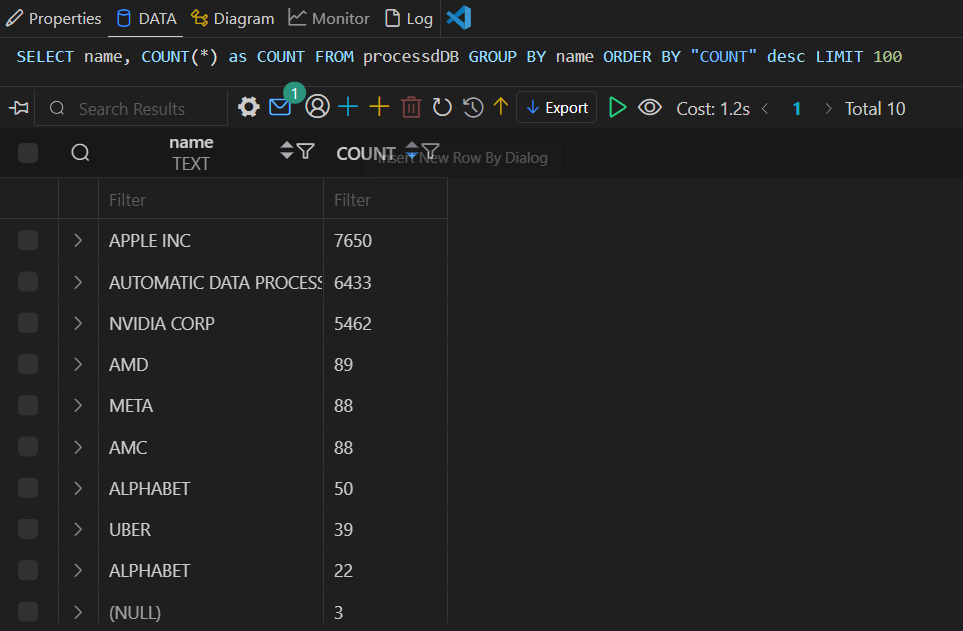 Properties DATA Diagram Monitor Log
SELECT name, COUNT(*) as COUNT FROM processdDB GROUP BY name ORDER BY "COUNT" desc LIMIT 100
Search Results 1 Export Cost: 1.2s 1 Total 10
name
TEXT
COUNT
Insert New Row By Dialog
Filter Filter
APPLE INC 7650
AUTOMATIC DATA PROCESS 6433
NVIDIA CORP 5462
AMD 89
META 88
AMC 88
ALPHABET 50
UBER 39
ALPHABET 22
(NULL) 3